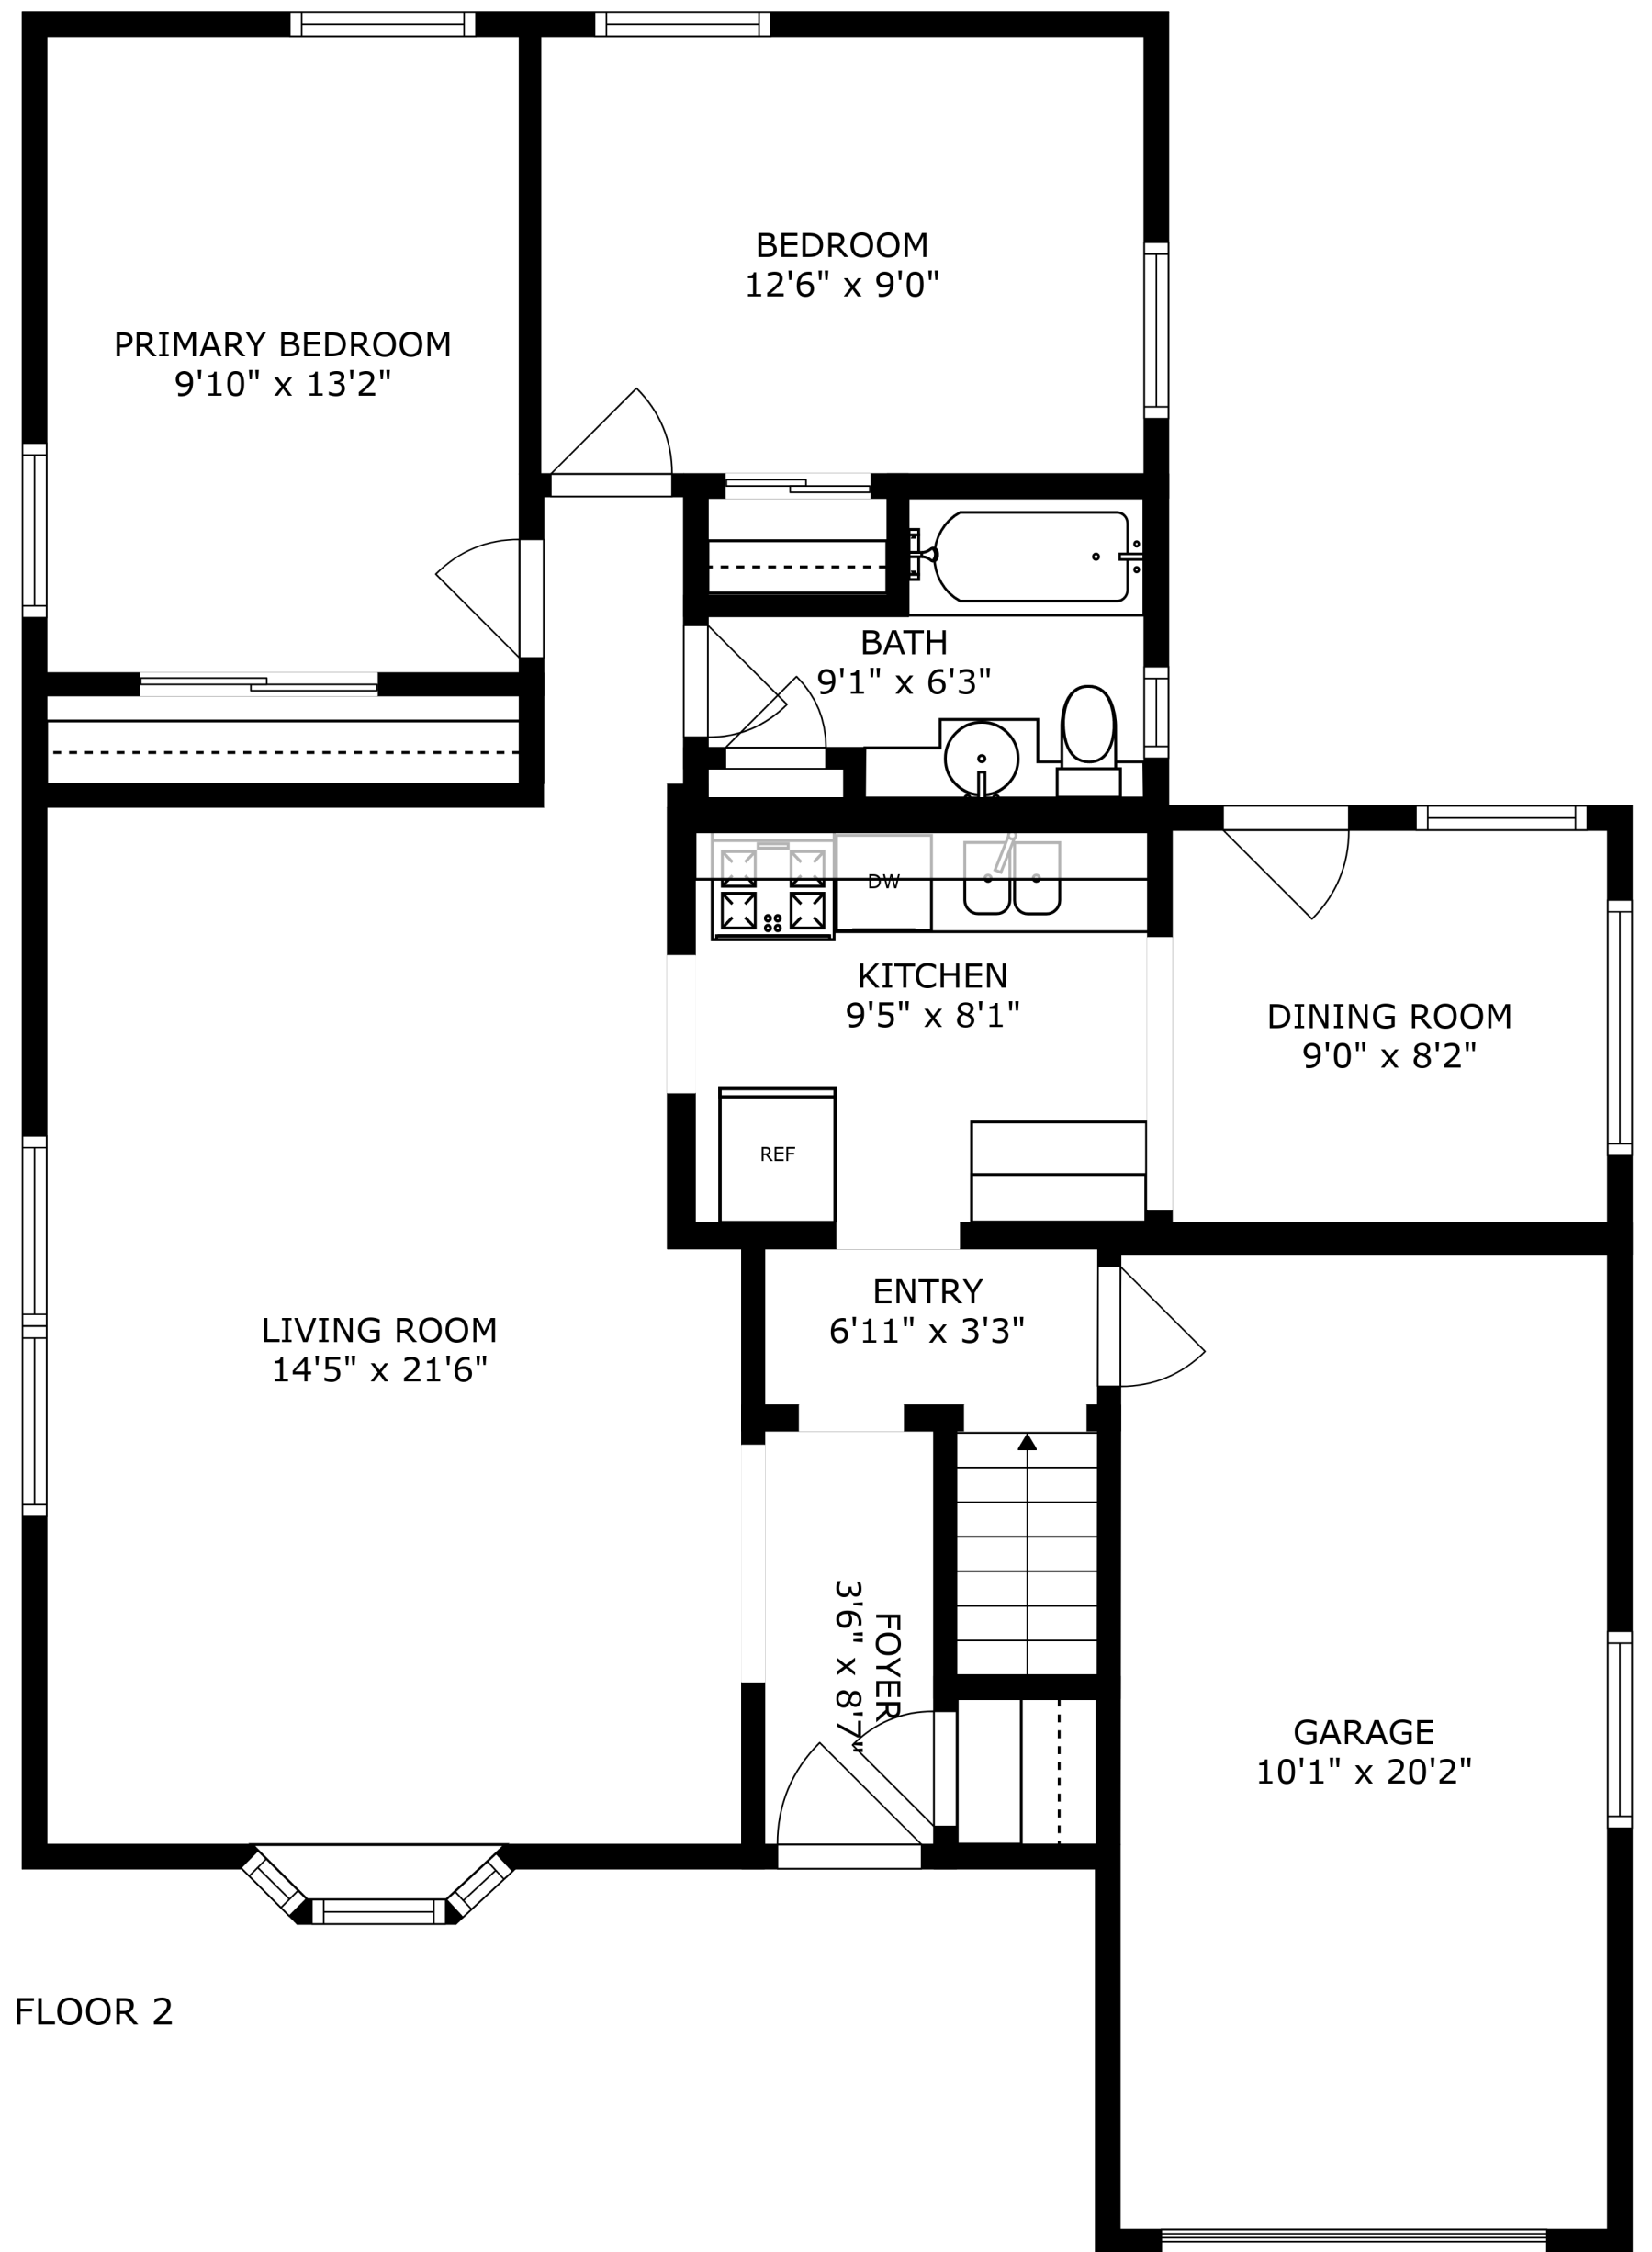 BEDROOM
12'6" x 9'0"
PRIMARY BEDROOM
9'10" x 13'2"
BATH
9'1" x 6'3"
DW
KITCHEN
9'5" x 8'1"
DINING ROOM
9'0" x 8'2"
REF
ENTRY
6'11" x 3'3"
LIVING ROOM
14'5" x 21'6"
FOYER
3'6" x 8'7"
GARAGE
10'1" x 20'2"
FLOOR 2